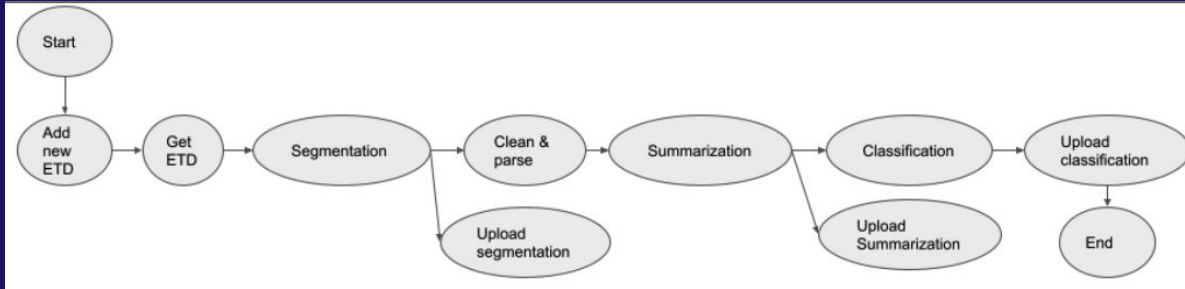 Start
Add
new
ETD
Get
ETD
Segmentation
Clean &
parse
Summarization
Classification
Upload
classification
Upload
segmentation
Upload
Summarization
End